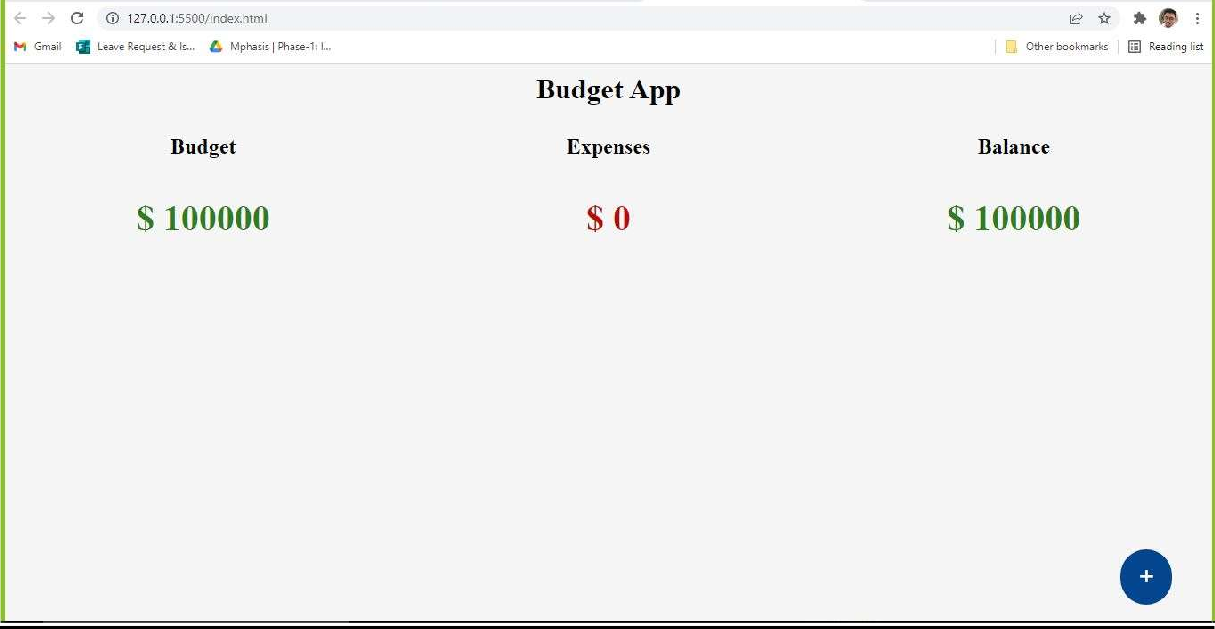 127.0.0.1:5500/index.html
Gmail Leave Request & Is... Mphasis | Phase-1: I... Other bookmarks Reading list
Budget App
Budget Expenses Balance
$ 100000 $ 0 $ 100000
+